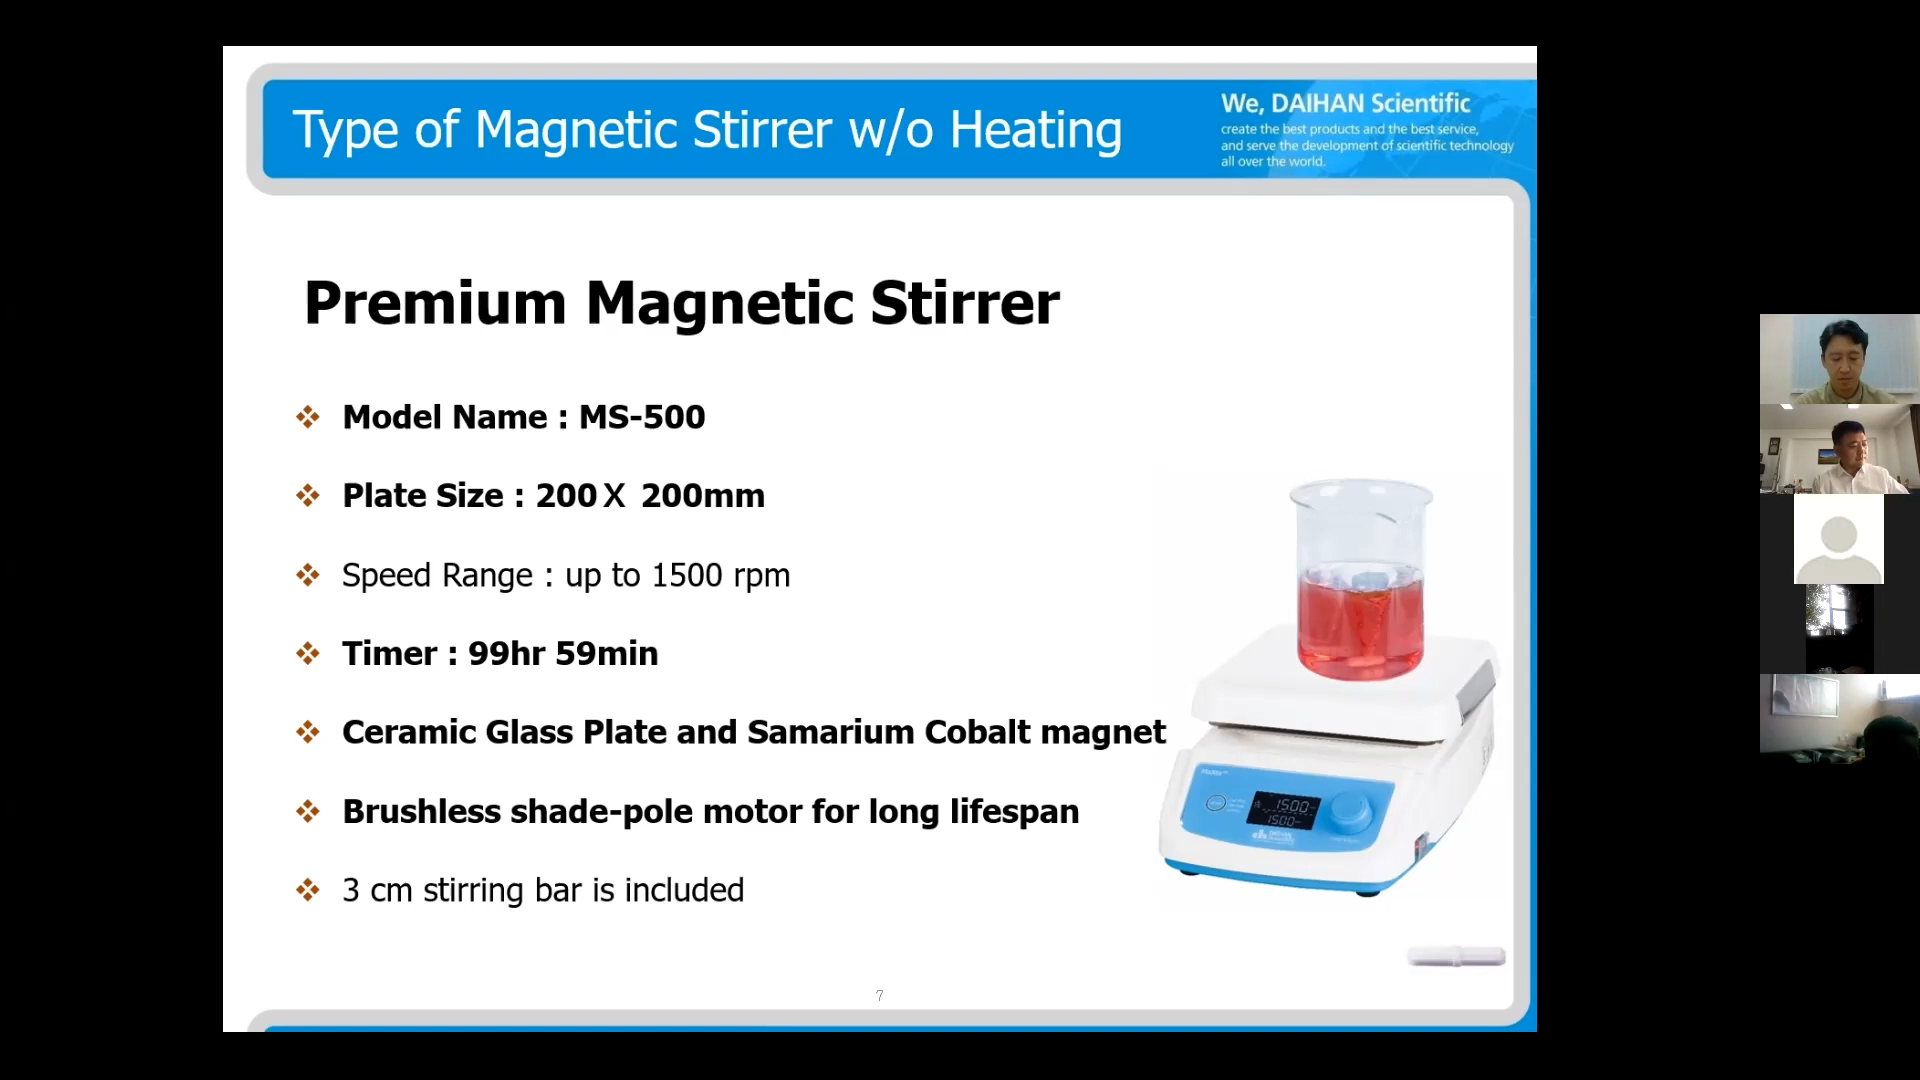 Type of Magnetic Stirrer w/o Heating
We, DAIHAN Scientific
create the best products and the best service,
and serve the development of scientific technology
all over the world.
Premium Magnetic Stirrer
Model Name : MS-500
Plate Size : 200 X 200mm
Speed Range : up to 1500 rpm
Timer : 99hr 59min
Ceramic Glass Plate and Samarium Cobalt magnet
Brushless shade-pole motor for long lifespan
3 cm stirring bar is included
1500
1500
7